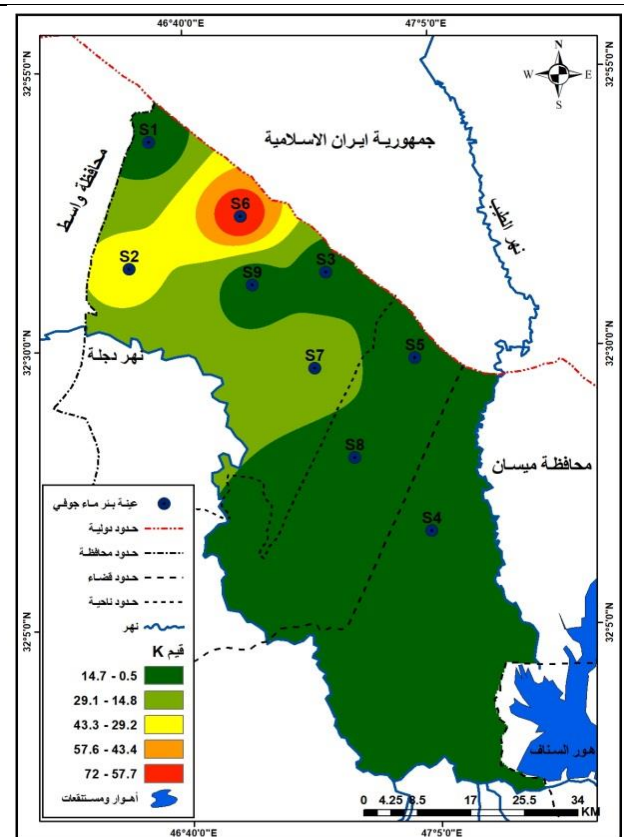 46°40'0"E
47°5'0"E
32°55'0"N
32°55'0"N
N
W
E
S
S1
جمهورية ايران الاسلامية
محافظة واسط
نهر الطيب
S6
S2
S3
S9
32°30'0"N
32°30'0"N
نهر دجلة
S5
S7
S8
محافظة ميسان
S4
عينة بئر ماء جوفي
حدود دولية
حدود محافظة
حدود قضاء
حدود ناحية
نهر
قيم K
14.7 - 0.5
29.1 - 14.8
43.3 - 29.2
57.6 - 43.4
72 - 57.7
أهوار ومستنقعات
32°5'0"N
32°5'0"N
هور السناف
0 4.25 8.5 17 25.5 34
KM
46°40'0"E
47°5'0"E